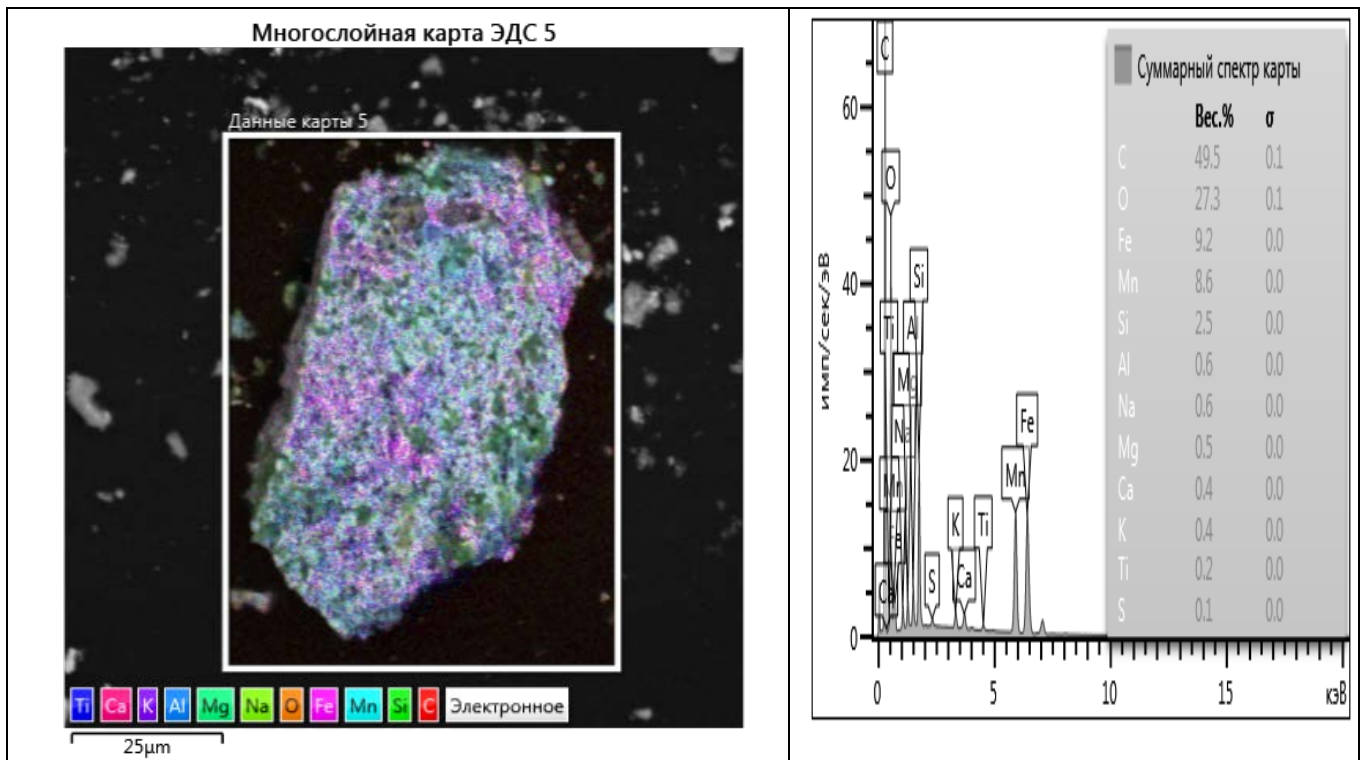 Многослойная карта ЭДС 5
Данные карты 5
Ti Ca K Al Mg Na O Fe Mn Si C Электронное
25μm
имп/сек/эВ
60
40
20
0
C
O
Si
Ti
Al
Mg
Na
Mn
Fe
Ca
S
K
Ca
Ti
Mn
Fe
0 5 10 15 кэВ
Суммарный спектр карты
Вес.% σ
C 49.5 0.1
O 27.3 0.1
Fe 9.2 0.0
Mn 8.6 0.0
Si 2.5 0.0
Al 0.6 0.0
Na 0.6 0.0
Mg 0.5 0.0
Ca 0.4 0.0
K 0.4 0.0
Ti 0.2 0.0
S 0.1 0.0